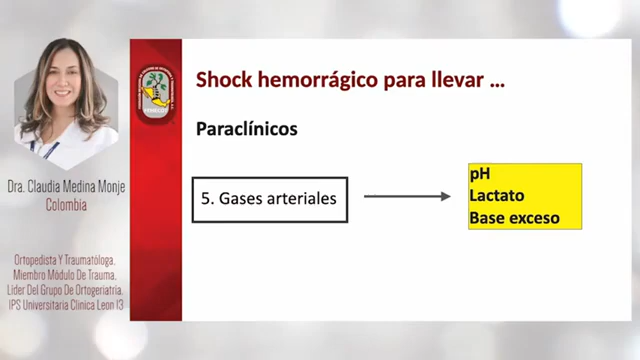 Dra. Claudia Medina Monje
Colombia
Ortopedista Y Traumatóloga.
Miembro Módulo De Trauma.
Líder Del Grupo De Ortogeriatría.
IPS Universitaria Clinica Leon 13
Shock hemorrágico para llevar ...
Paraclínicos
5. Gases arteriales
pH
Lactato
Base exceso